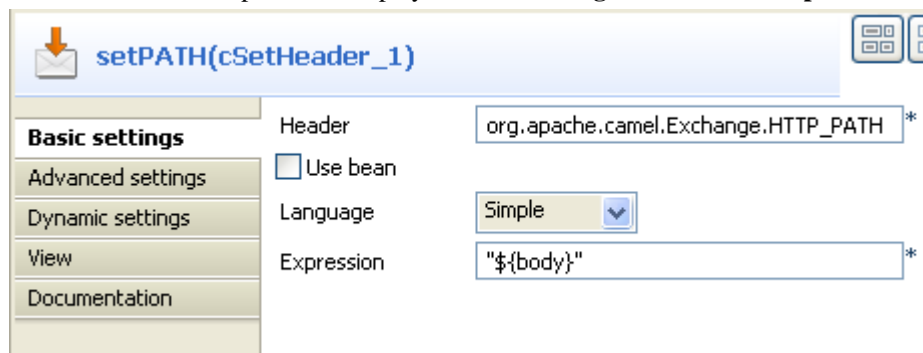 setPATH(cSetHeader_1)
Basic settings
Advanced settings
Dynamic settings
View
Documentation
Header
org.apache.camel.Exchange.HTTP_PATH *
Use bean
Language
Simple
Expression
"${body}" *